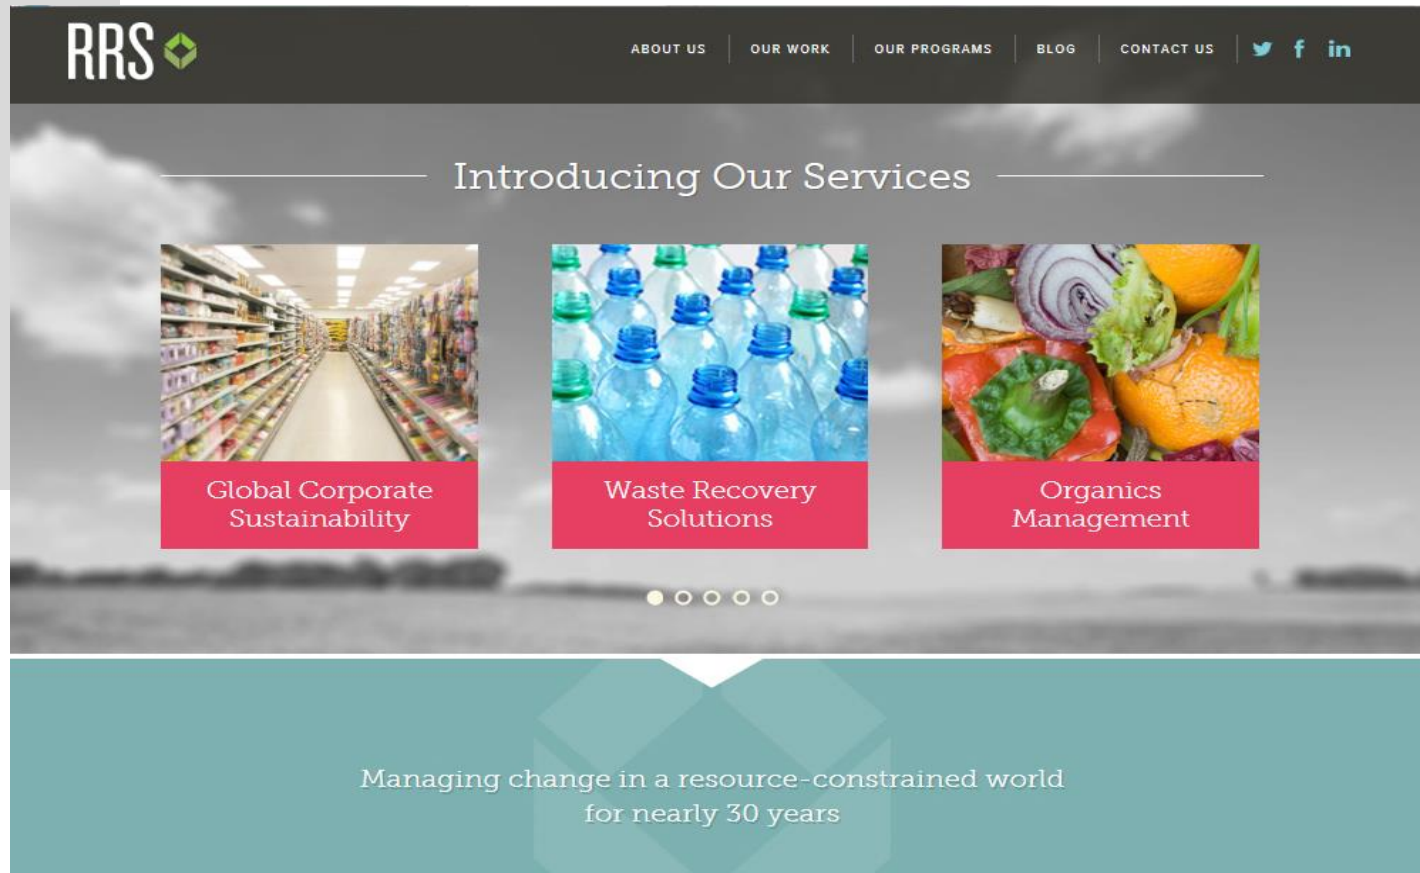 RRS
ABOUT US
OUR WORK
OUR PROGRAMS
BLOG
CONTACT US
Introducing Our Services
Global Corporate
Sustainability
Waste Recovery
Solutions
Organics
Management
Managing change in a resource-constrained world
for nearly 30 years